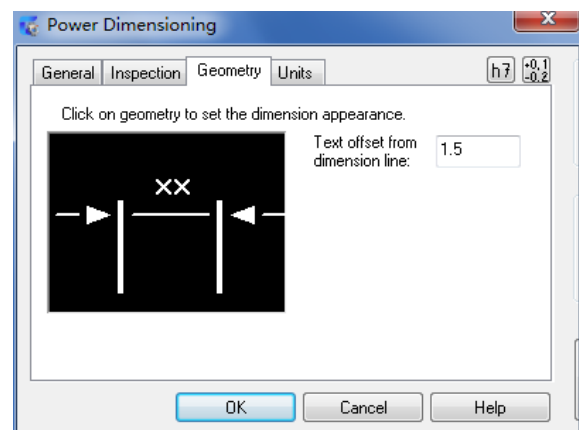 Power Dimensioning
General Inspection Geometry Units h7 +0,1
-0,2
Click on geometry to set the dimension appearance.
XX
Text offset from 1.5
dimension line:
OK Cancel Help